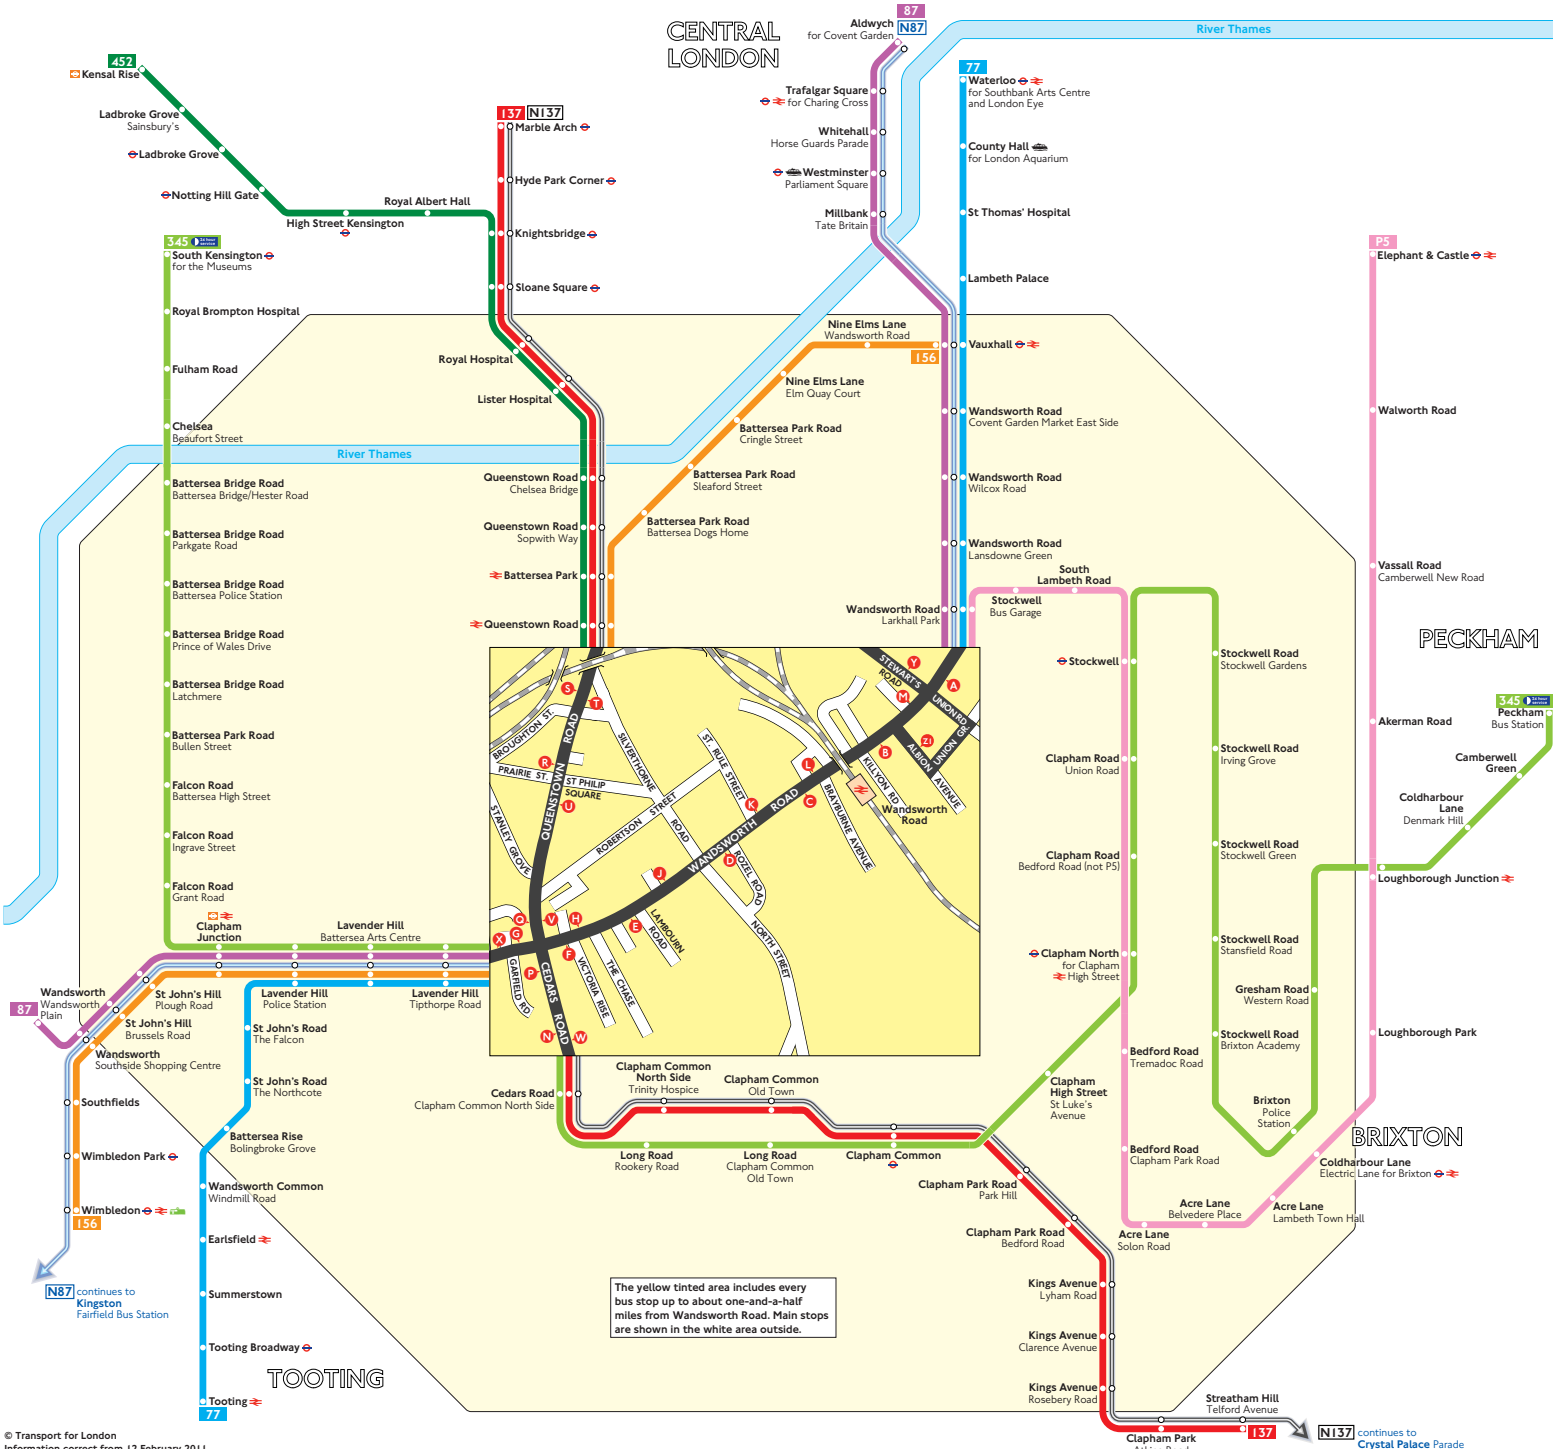 CENTRAL
LONDON
87
N87
Aldwych
for Covent Garden
River Thames
452
Kensal Rise
Ladbroke Grove
Sainsbury's
Ladbroke Grove
Notting Hill Gate
High Street Kensington
Royal Albert Hall
137
N137
Marble Arch
Hyde Park Corner
Knightsbridge
Sloane Square
Royal Hospital
Lister Hospital
Trafalgar Square
for Charing Cross
Whitehall
Horse Guards Parade
Westminster
Parliament Square
Millbank
Tate Britain
77
Waterloo
for Southbank Arts Centre
and London Eye
County Hall
for London Aquarium
St Thomas' Hospital
Lambeth Palace
Vauxhall
Wandsworth Road
Covent Garden Market East Side
Wandsworth Road
Wilcox Road
Wandsworth Road
Lansdowne Green
Wandsworth Road
Larkhall Park
P5
Elephant & Castle
Walworth Road
Vassall Road
Camberwell New Road
Akerman Road
Loughborough Junction
Loughborough Park
345
24 hour
service
South Kensington
for the Museums
Royal Brompton Hospital
Fulham Road
Chelsea
Beaufort Street
River Thames
Battersea Bridge Road
Battersea Bridge/Hester Road
Battersea Bridge Road
Parkgate Road
Battersea Bridge Road
Battersea Police Station
Battersea Bridge Road
Prince of Wales Drive
Battersea Bridge Road
Latchmere
Battersea Park Road
Bullen Street
Falcon Road
Battersea High Street
Falcon Road
Ingrave Street
Falcon Road
Grant Road
Clapham
Junction
Lavender Hill
Battersea Arts Centre
Lavender Hill
Police Station
Lavender Hill
Tipthorpe Road
Nine Elms Lane
Wandsworth Road
156
Nine Elms Lane
Elm Quay Court
Battersea Park Road
Cringle Street
Battersea Park Road
Sleaford Street
Battersea Park Road
Battersea Dogs Home
Queenstown Road
Chelsea Bridge
Queenstown Road
Sopwith Way
Battersea Park
Queenstown Road
South
Lambeth Road
Stockwell
Bus Garage
Stockwell
Clapham Road
Union Road
Clapham Road
Bedford Road (not P5)
Clapham North
for Clapham
High Street
Stockwell Road
Stockwell Gardens
Stockwell Road
Irving Grove
Stockwell Road
Stockwell Green
Stockwell Road
Stansfield Road
Gresham Road
Western Road
Stockwell Road
Brixton Academy
Brixton
Police
Station
PECKHAM
345
24 hour
service
Peckham
Bus Station
Camberwell
Green
Coldharbour
Lane
Denmark Hill
BRIXTON
Coldharbour Lane
Electric Lane for Brixton
Acre Lane
Lambeth Town Hall
Acre Lane
Belvedere Place
Acre Lane
Solon Road
Bedford Road
Tremadoc Road
Bedford Road
Clapham Park Road
Clapham
High Street
St Luke's
Avenue
STEWART'S
ROAD
UNION RD.
UNION GR.
ALBION
AVENUE
KILLYON RD
BRAYBURNE AVENUE
Wandsworth
Road
WANDSWORTH ROAD
QUEENSTOWN ROAD
BROUGHTON ST.
PRAIRIE ST.
ST PHILIP
SQUARE
STANLEY GROVE
SILVERTHORNE
ROAD
ST. RULE STREET
ROBERTSON STREET
ROZEL ROAD
NORTH STREET
LAMBOURN
ROAD
THE CHASE
VICTORIA RISE
CEDARS
ROAD
GARFIELD RD.
A
B
C
D
E
F
G
H
J
K
L
M
N
P
Q
R
S
T
U
V
W
X
Y
Z1
87
Wandsworth
Wandsworth
Plain
St John's Hill
Plough Road
St John's Hill
Brussels Road
Wandsworth
Southside Shopping Centre
Southfields
Wimbledon Park
Wimbledon
156
N87
continues to
Kingston
Fairfield Bus Station
St John's Road
The Falcon
St John's Road
The Northcote
Battersea Rise
Bolingbroke Grove
Wandsworth Common
Windmill Road
Earlsfield
Summerstown
Tooting Broadway
Tooting
77
TOOTING
Cedars Road
Clapham Common North Side
Clapham Common
North Side
Trinity Hospice
Clapham Common
Old Town
Long Road
Rookery Road
Long Road
Clapham Common
Old Town
Clapham Common
Clapham Park Road
Park Hill
Clapham Park Road
Bedford Road
Kings Avenue
Lyham Road
Kings Avenue
Clarence Avenue
Kings Avenue
Rosebery Road
Streatham Hill
Telford Avenue
Clapham Park
137
N137
continues to
Crystal Palace Parade
The yellow tinted area includes every
bus stop up to about one-and-a-half
miles from Wandsworth Road. Main stops
are shown in the white area outside.
© Transport for London
Information correct from 12 February 2011